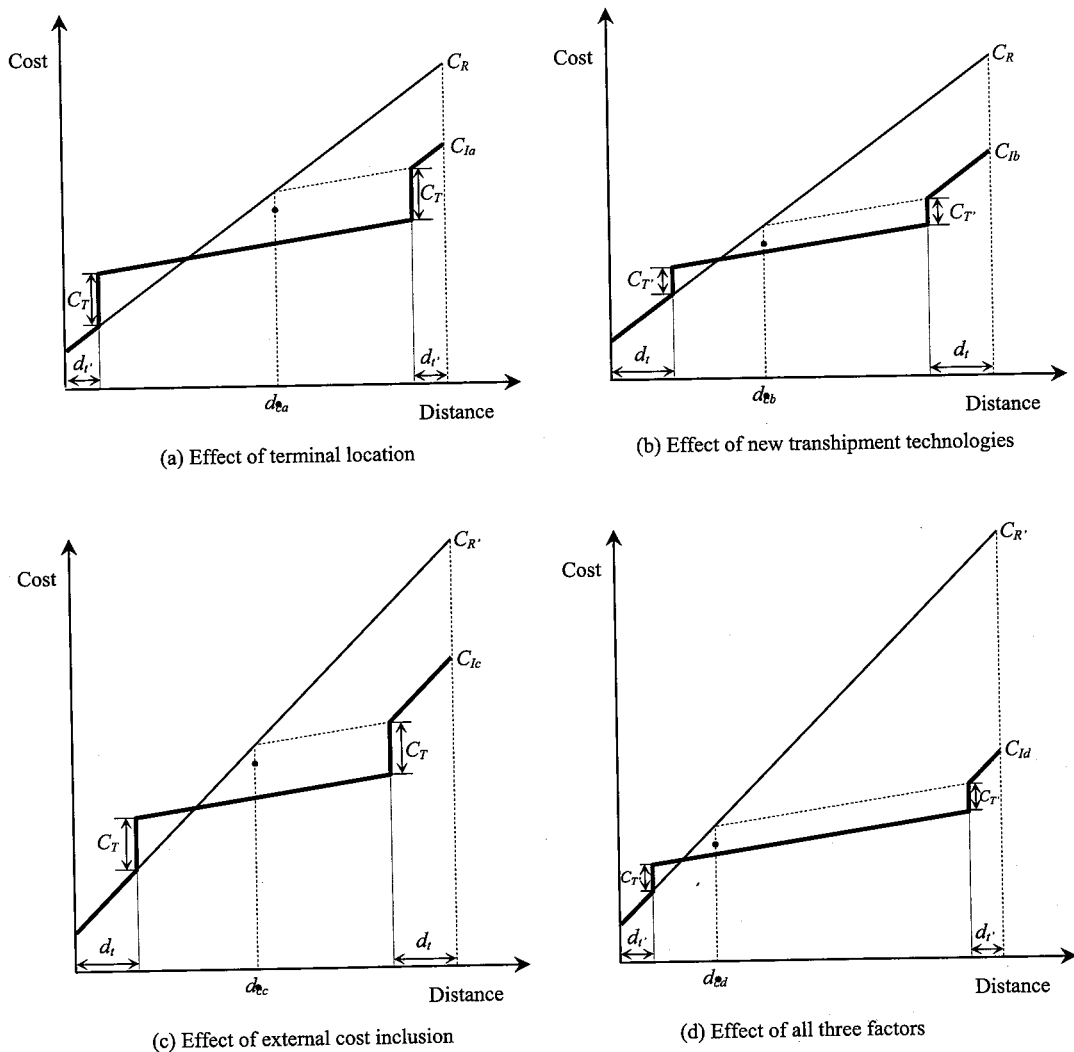 Cost
C_R
C_Ia
C_T
C_T
d_t'
d_t'
d_ea
Distance
(a) Effect of terminal location
Cost
C_R
C_Ib
C_T'
C_T'
d_t
d_t
d_eb
Distance
(b) Effect of new transhipment technologies
Cost
C_R'
C_Ic
C_T
C_T
d_t
d_t
d_ec
Distance
(c) Effect of external cost inclusion
Cost
C_R'
C_Id
C_T'
C_T'
d_t'
d_t'
d_ed
Distance
(d) Effect of all three factors